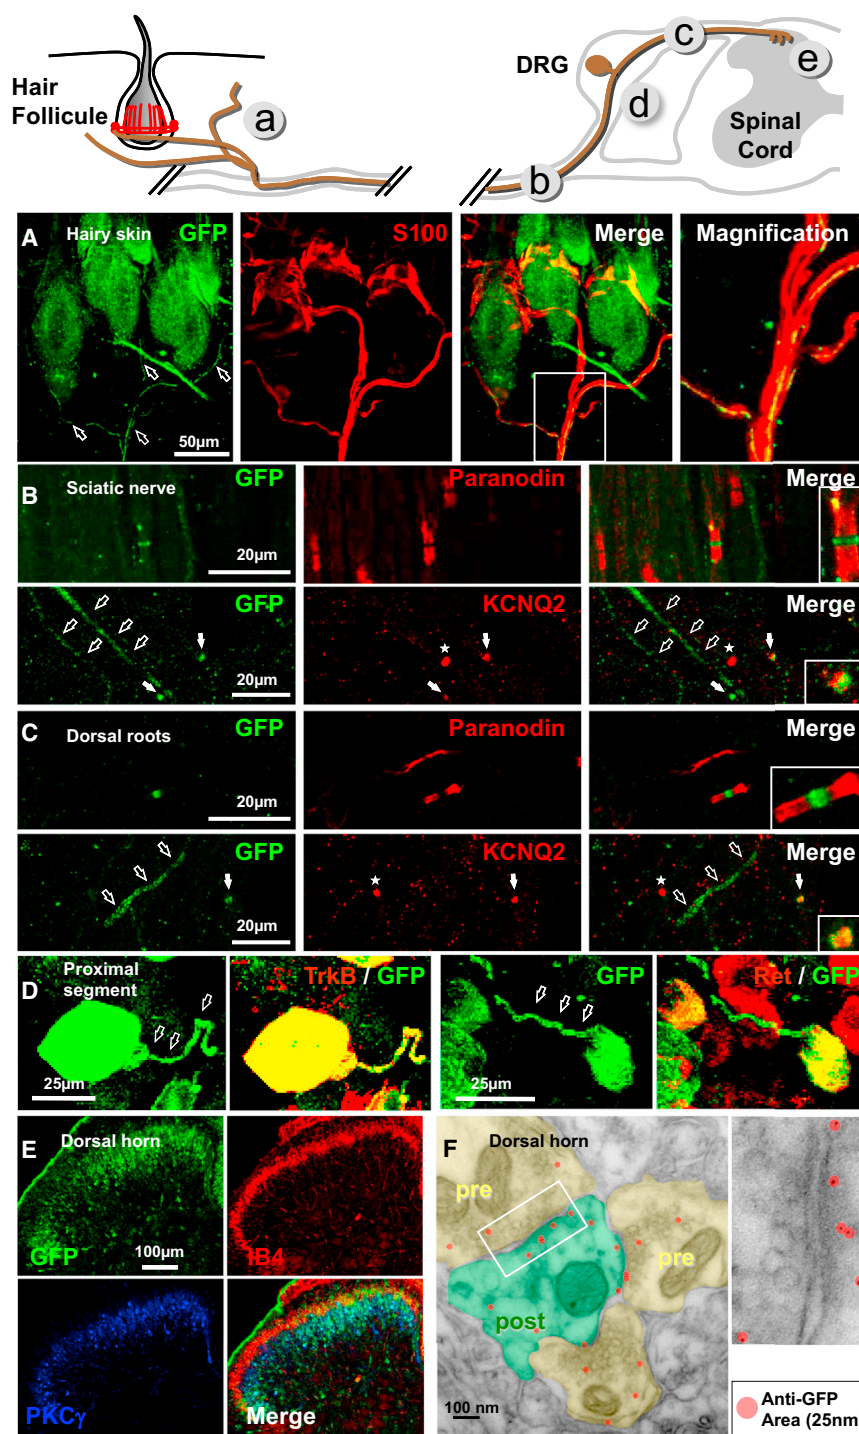 Hair
Follicule
a
DRG
b
c
d
e
Spinal
Cord
A
Hairy skin
GFP
S100
Merge
Magnification
50µm
B
Sciatic nerve
GFP
Paranodin
Merge
20µm
GFP
KCNQ2
Merge
20µm
C
Dorsal roots
GFP
Paranodin
Merge
20µm
GFP
KCNQ2
Merge
20µm
D
Proximal
segment
TrkB / GFP
GFP
Ret / GFP
25µm
25µm
E
Dorsal horn
GFP
100µm
IB4
PKCγ
Merge
F
Dorsal horn
pre
pre
post
100 nm
Anti-GFP
Area (25nm